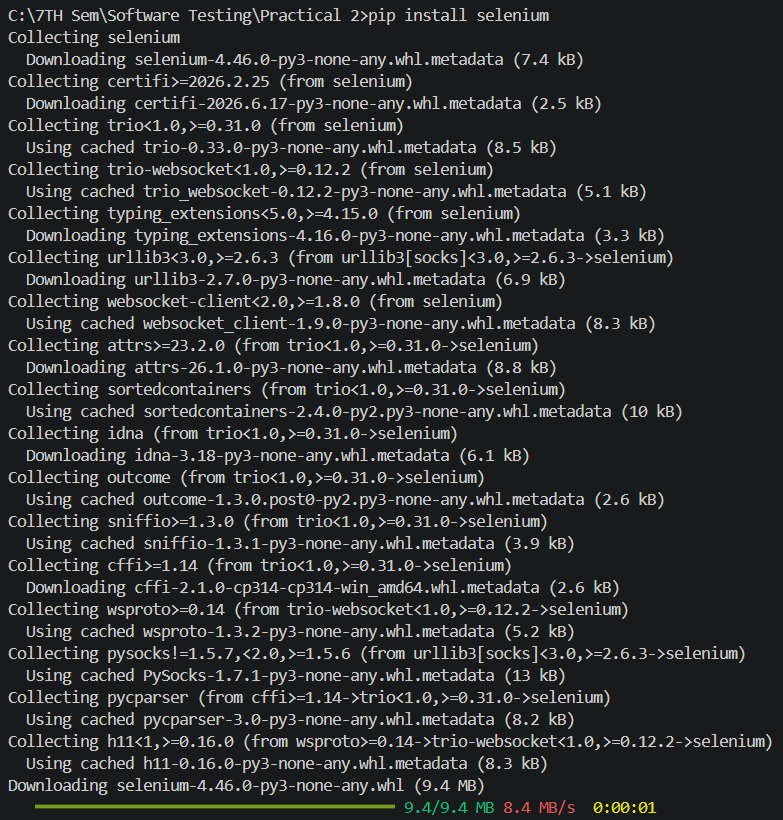 C:\7TH Sem\Software Testing\Practical 2>pip install selenium
Collecting selenium
  Downloading selenium-4.46.0-py3-none-any.whl.metadata (7.4 kB)
Collecting certifi>=2026.2.25 (from selenium)
  Downloading certifi-2026.6.17-py3-none-any.whl.metadata (2.5 kB)
Collecting trio<1.0,>=0.31.0 (from selenium)
  Using cached trio-0.33.0-py3-none-any.whl.metadata (8.5 kB)
Collecting trio-websocket<1.0,>=0.12.2 (from selenium)
  Using cached trio_websocket-0.12.2-py3-none-any.whl.metadata (5.1 kB)
Collecting typing_extensions<5.0,>=4.15.0 (from selenium)
  Downloading typing_extensions-4.16.0-py3-none-any.whl.metadata (3.3 kB)
Collecting urllib3<3.0,>=2.6.3 (from urllib3[socks]<3.0,>=2.6.3->selenium)
  Downloading urllib3-2.7.0-py3-none-any.whl.metadata (6.9 kB)
Collecting websocket-client<2.0,>=1.8.0 (from selenium)
  Using cached websocket_client-1.9.0-py3-none-any.whl.metadata (8.3 kB)
Collecting attrs>=23.2.0 (from trio<1.0,>=0.31.0->selenium)
  Downloading attrs-26.1.0-py3-none-any.whl.metadata (8.8 kB)
Collecting sortedcontainers (from trio<1.0,>=0.31.0->selenium)
  Using cached sortedcontainers-2.4.0-py2.py3-none-any.whl.metadata (10 kB)
Collecting idna (from trio<1.0,>=0.31.0->selenium)
  Downloading idna-3.18-py3-none-any.whl.metadata (6.1 kB)
Collecting outcome (from trio<1.0,>=0.31.0->selenium)
  Using cached outcome-1.3.0.post0-py2.py3-none-any.whl.metadata (2.6 kB)
Collecting sniffio>=1.3.0 (from trio<1.0,>=0.31.0->selenium)
  Using cached sniffio-1.3.1-py3-none-any.whl.metadata (3.9 kB)
Collecting cffi>=1.14 (from trio<1.0,>=0.31.0->selenium)
  Downloading cffi-2.1.0-cp314-cp314-win_amd64.whl.metadata (2.6 kB)
Collecting wsproto>=0.14 (from trio-websocket<1.0,>=0.12.2->selenium)
  Using cached wsproto-1.3.2-py3-none-any.whl.metadata (5.2 kB)
Collecting pysocks!=1.5.7,<2.0,>=1.5.6 (from urllib3[socks]<3.0,>=2.6.3->selenium)
  Using cached PySocks-1.7.1-py3-none-any.whl.metadata (13 kB)
Collecting pycparser (from cffi>=1.14->trio<1.0,>=0.31.0->selenium)
  Using cached pycparser-3.0-py3-none-any.whl.metadata (8.2 kB)
Collecting h11<1,>=0.16.0 (from wsproto>=0.14->trio-websocket<1.0,>=0.12.2->selenium)
  Using cached h11-0.16.0-py3-none-any.whl.metadata (8.3 kB)
Downloading selenium-4.46.0-py3-none-any.whl (9.4 MB)
9.4/9.4 MB 8.4 MB/s  0:00:01